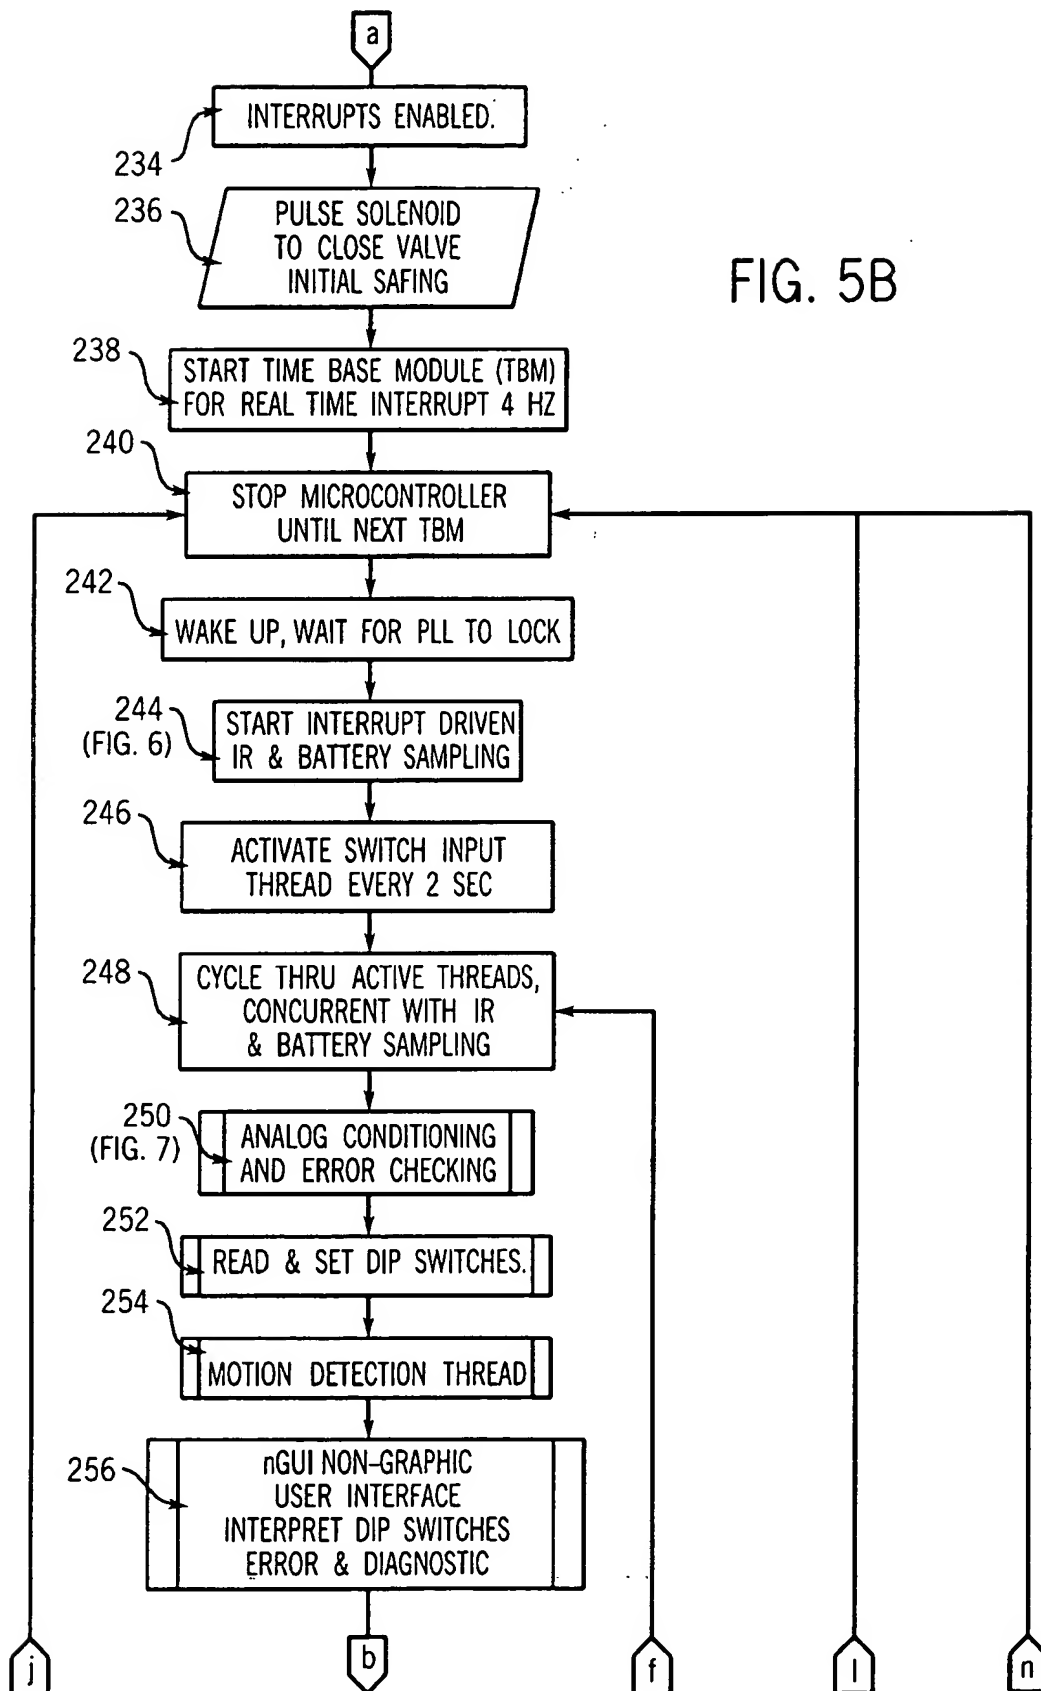 a
INTERRUPTS ENABLED.
234
236
PULSE SOLENOID
TO CLOSE VALVE
INITIAL SAFING
FIG. 5B
238
START TIME BASE MODULE (TBM)
FOR REAL TIME INTERRUPT 4 HZ
240
STOP MICROCONTROLLER
UNTIL NEXT TBM
242
WAKE UP, WAIT FOR PLL TO LOCK
244
(FIG. 6)
START INTERRUPT DRIVEN
IR & BATTERY SAMPLING
246
ACTIVATE SWITCH INPUT
THREAD EVERY 2 SEC
248
CYCLE THRU ACTIVE THREADS,
CONCURRENT WITH IR
& BATTERY SAMPLING
250
(FIG. 7)
ANALOG CONDITIONING
AND ERROR CHECKING
252
READ & SET DIP SWITCHES.
254
MOTION DETECTION THREAD
256
nGUI NON-GRAPHIC
USER INTERFACE
INTERPRET DIP SWITCHES
ERROR & DIAGNOSTIC
j
b
f
l
n